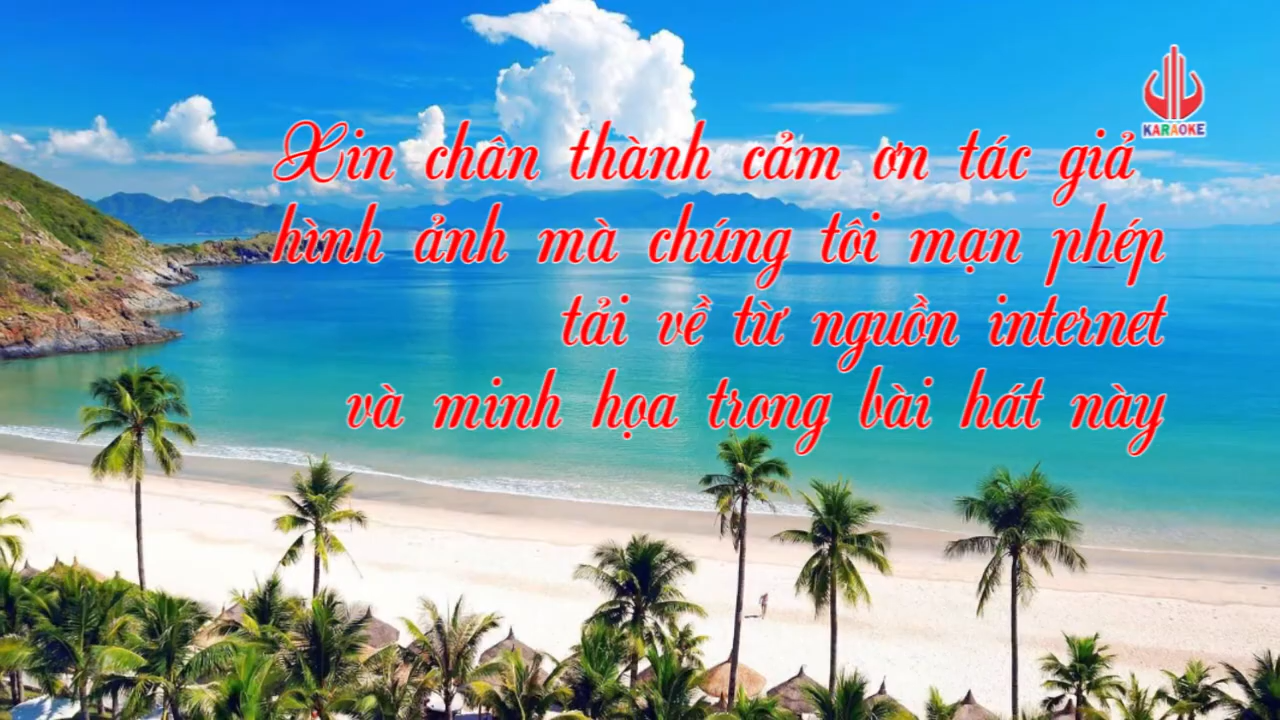 KARAOKE
Xin chân thành cảm ơn tác giả
hình ảnh mà chúng tôi mạn phép
tải về từ nguồn internet
và minh họa trong bài hát này